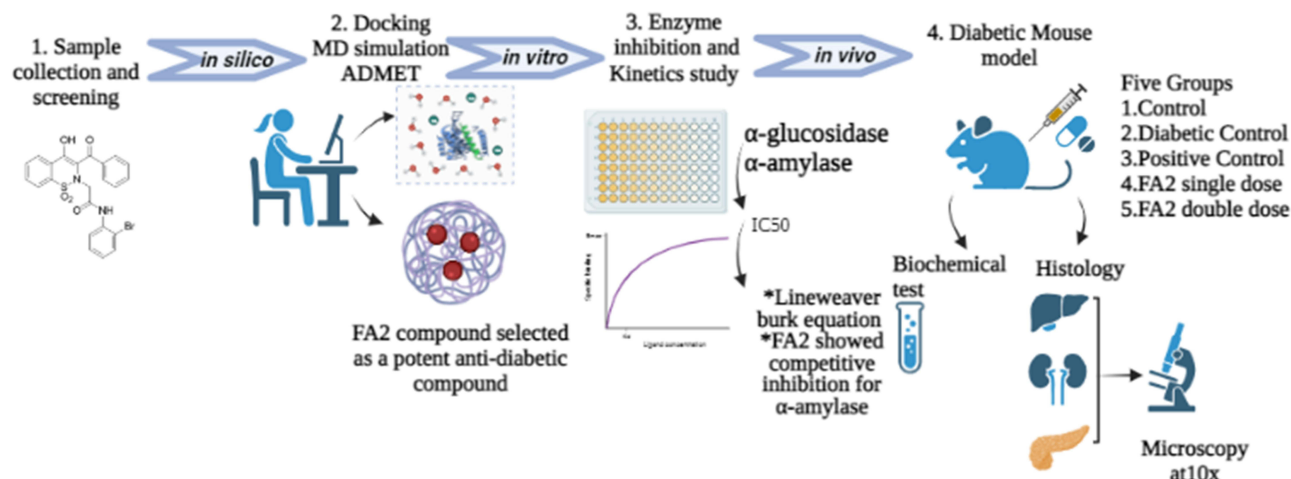 1. Sample
collection and
screening
in silico
2. Docking
MD simulation
ADMET
in vitro
3. Enzyme
inhibition and
Kinetics study
in vivo
4. Diabetic Mouse
model
Five Groups
1.Control
2.Diabetic Control
3.Positive Control
4.FA2 single dose
5.FA2 double dose
OH
O
N
S
O2
O
NH
Br
FA2 compound selected
as a potent anti-diabetic
compound
α-glucosidase
α-amylase
IC50
Ligand concentration
*Lineweaver
burk equation
*FA2 showed
competitive
inhibition for
α-amylase
Biochemical
test
Histology
Microscopy
at10x